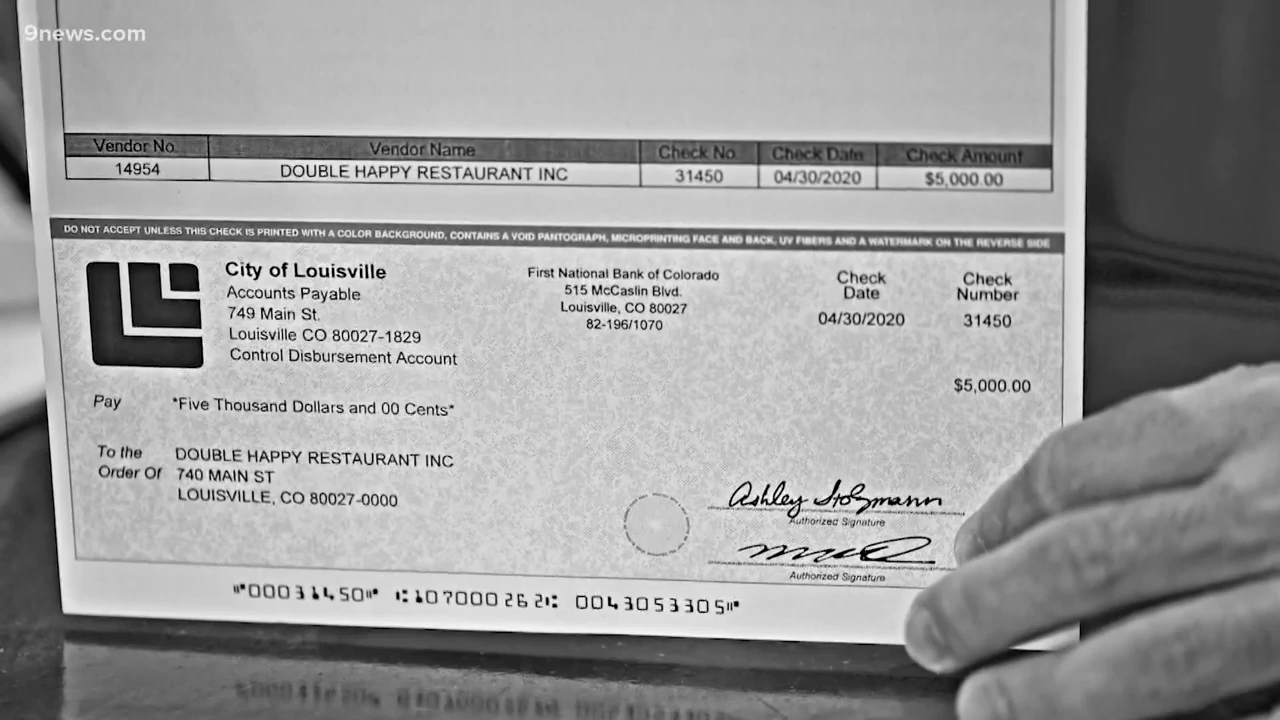 9news.com
Vendor No. Vendor Name Check No. Check Date Check Amount
14954 DOUBLE HAPPY RESTAURANT INC 31450 04/30/2020 $5,000.00
DO NOT ACCEPT UNLESS THIS CHECK IS PRINTED WITH A COLOR BACKGROUND, CONTAINS A VOID PANTOGRAPH, MICROPRINTING FACE AND BACK, UV FIBERS AND A WATERMARK ON THE REVERSE SIDE
City of Louisville
Accounts Payable
749 Main St.
Louisville CO 80027-1829
Control Disbursement Account
First National Bank of Colorado
515 McCaslin Blvd.
Louisville, CO 80027
82-196/1070
Check
Date
04/30/2020
Check
Number
31450
$5,000.00
Pay *Five Thousand Dollars and 00 Cents*
To the
Order Of
DOUBLE HAPPY RESTAURANT INC
740 MAIN ST
LOUISVILLE, CO 80027-0000
Ashley Stolzmann
Authorized Signature
Authorized Signature
⑈00031450⑈ ⑆107000262⑆ 0043053305⑈